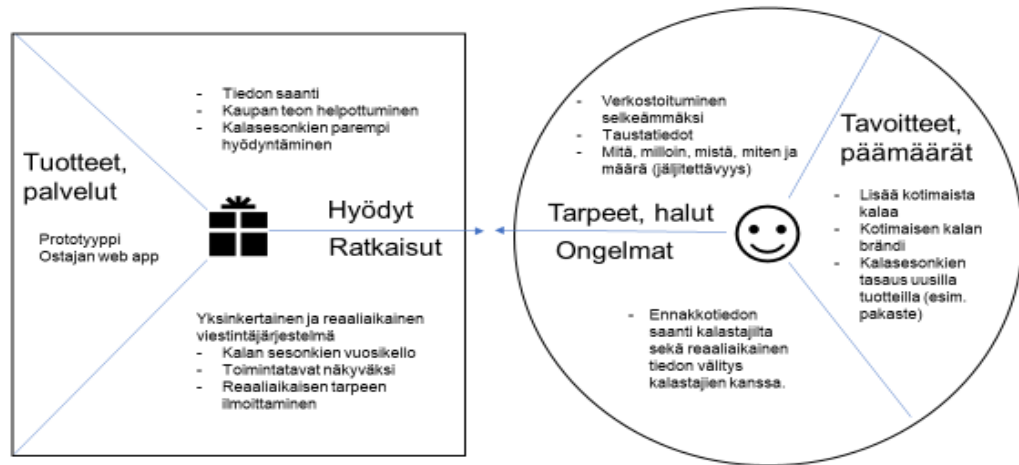 - Tiedon saanti
- Kaupan teon helpottuminen
- Kalasesonkien parempi
hyödyntäminen
Tuotteet,
palvelut
Prototyyppi
Ostajan web app
Hyödyt
Ratkaisut
Yksinkertainen ja reaaliaikainen
viestintäjärjestelmä
- Kalan sesonkien vuosikello
- Toimintatavat näkyväksi
- Reaaliaikaisen tarpeen
ilmoittaminen
- Verkostoituminen
selkeämmäksi
- Taustatiedot
- Mitä, milloin, mistä, miten ja
määrä (jäljitettävyys)
Tarpeet, halut
Ongelmat
- Ennakkotiedon
saanti kalastajilta
sekä reaaliaikainen
tiedon välitys
kalastajien kanssa.
Tavoitteet,
päämäärät
- Lisää kotimaista
kalaa
- Kotimaisen kalan
brändi
- Kalasesonkien
tasaus uusilla
tuotteilla (esim.
pakaste)